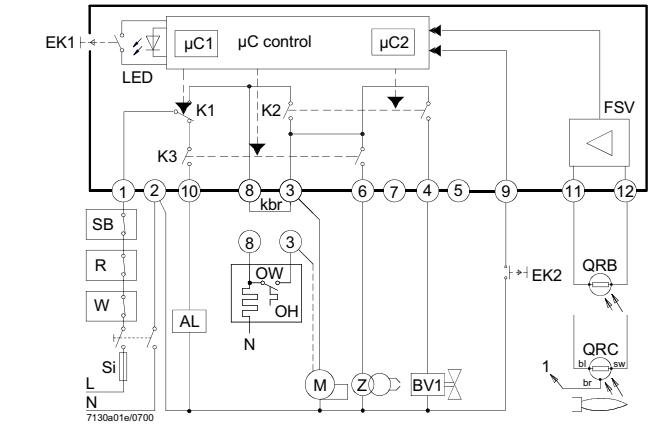 EK1
LED
µC1
µC control
µC2
K1
K2
FSV
K3
1
2
10
8
3
6
7
4
5
9
11
12
kbr
SB
R
W
Si
L
N
AL
8
3
OW
OH
N
M
Z
BV1
EK2
QRB
QRC
bl
sw
br
1
7130a01e/0700